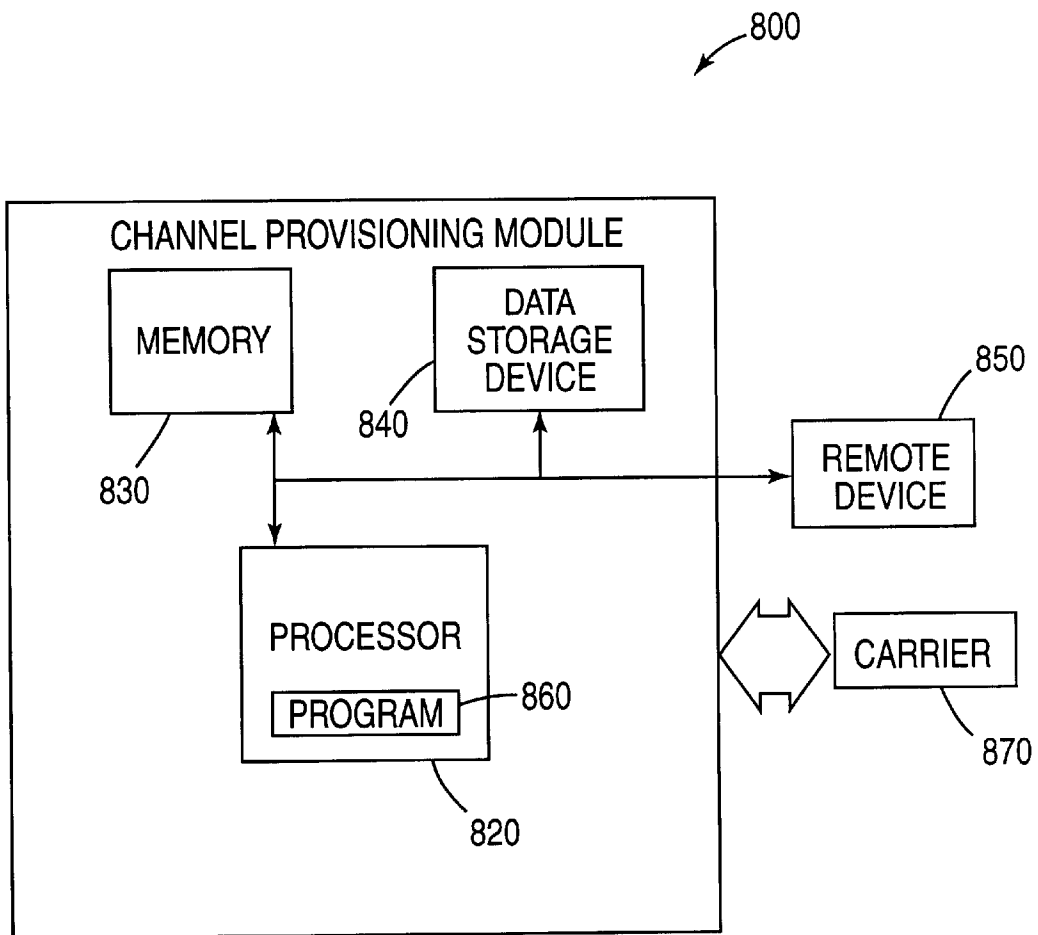 800
CHANNEL PROVISIONING MODULE
MEMORY
DATA
STORAGE
DEVICE
830
840
850
REMOTE
DEVICE
PROCESSOR
PROGRAM
860
820
CARRIER
870